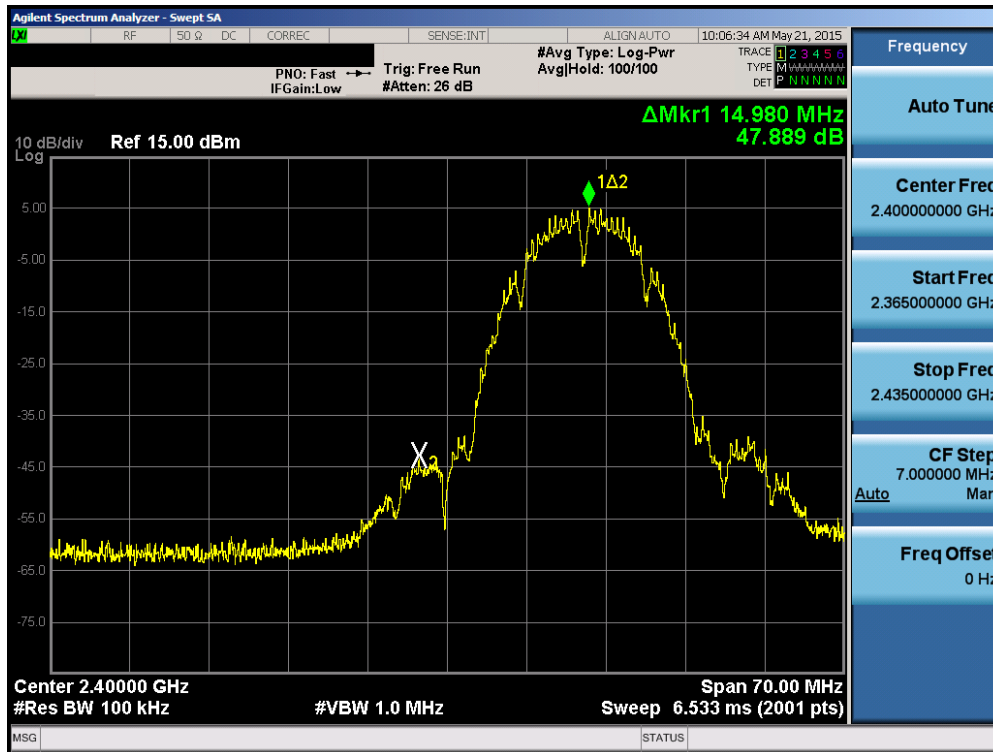 Agilent Spectrum Analyzer - Swept SA
LXI RF 50 Ω DC CORREC SENSE:INT ALIGN AUTO 10:06:34 AM May 21, 2015
PNO: Fast
IFGain:Low
Trig: Free Run
#Atten: 26 dB
#Avg Type: Log-Pwr
Avg|Hold: 100/100
TRACE 1 2 3 4 5 6
TYPE M
DET P N N N N N
ΔMkr1 14.980 MHz
47.889 dB
10 dB/div Ref 15.00 dBm
Log
1Δ2
5.00
-5.00
-15.0
-25.0
-35.0
-45.0
-55.0
-65.0
-75.0
X2
Center 2.40000 GHz Span 70.00 MHz
#Res BW 100 kHz #VBW 1.0 MHz Sweep 6.533 ms (2001 pts)
MSG STATUS
Frequency
Auto Tune
Center Freq
2.400000000 GHz
Start Freq
2.365000000 GHz
Stop Freq
2.435000000 GHz
CF Step
7.000000 MHz
Auto Man
Freq Offset
0 Hz